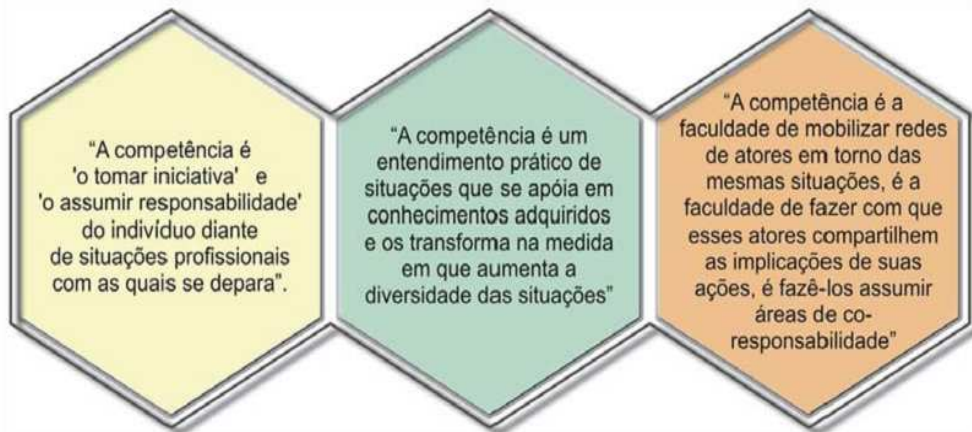 “A competência é
'o tomar iniciativa' e
'o assumir responsabilidade'
do indivíduo diante
de situações profissionais
com as quais se depara”.
“A competência é um
entendimento prático de
situações que se apóia em
conhecimentos adquiridos
e os transforma na medida
em que aumenta a
diversidade das situações”
“A competência é a
faculdade de mobilizar redes
de atores em torno das
mesmas situações, é a
faculdade de fazer com que
esses atores compartilhem
as implicações de suas
ações, é fazê-los assumir
áreas de co-
responsabilidade”